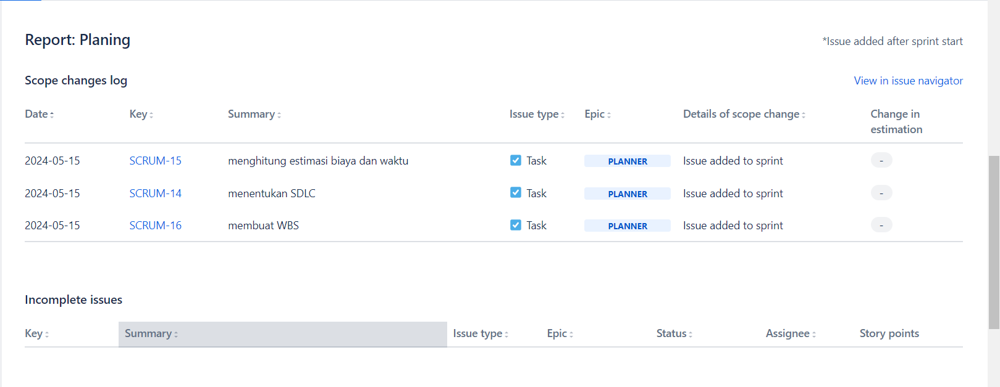 Report: Planing
*Issue added after sprint start
Scope changes log
View in issue navigator
Date Key Summary Issue type Epic Details of scope change Change in estimation
2024-05-15 SCRUM-15 menghitung estimasi biaya dan waktu Task PLANNER Issue added to sprint -
2024-05-15 SCRUM-14 menentukan SDLC Task PLANNER Issue added to sprint -
2024-05-15 SCRUM-16 membuat WBS Task PLANNER Issue added to sprint -
Incomplete issues
Key Summary Issue type Epic Status Assignee Story points